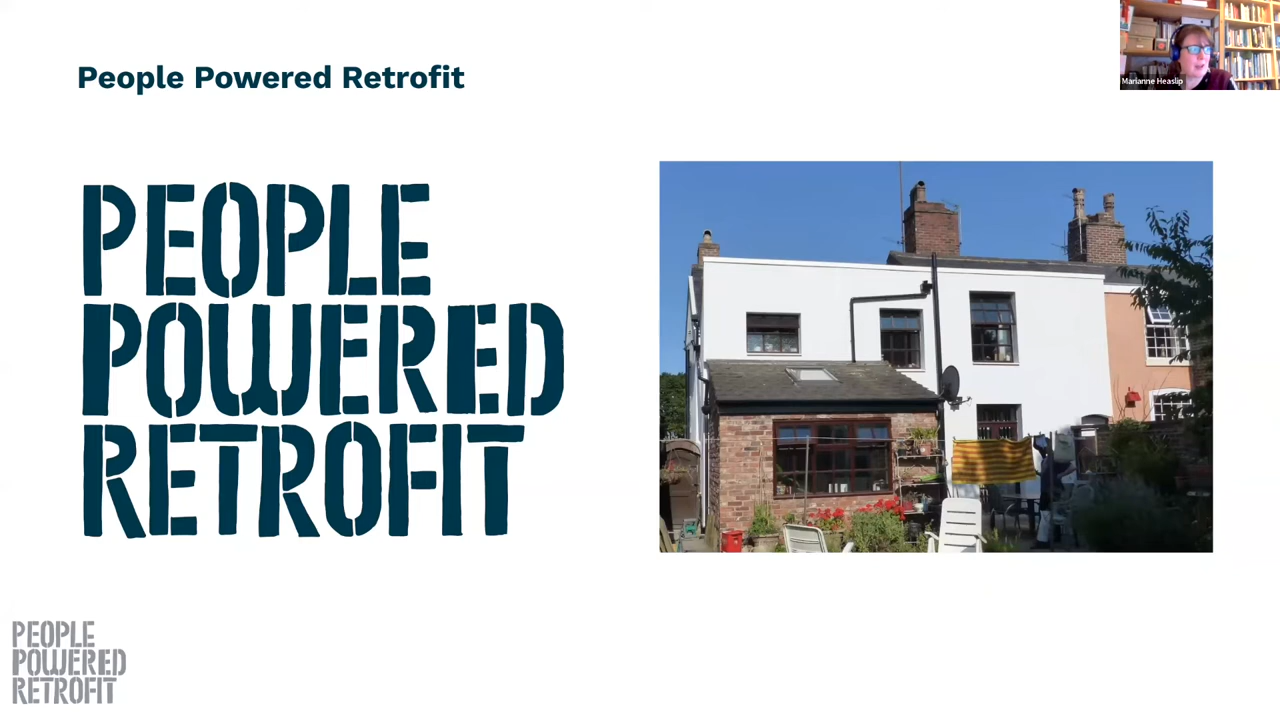 Marianne Heaslip
People Powered Retrofit
PEOPLE
POWERED
RETROFIT
PEOPLE
POWERED
RETROFIT